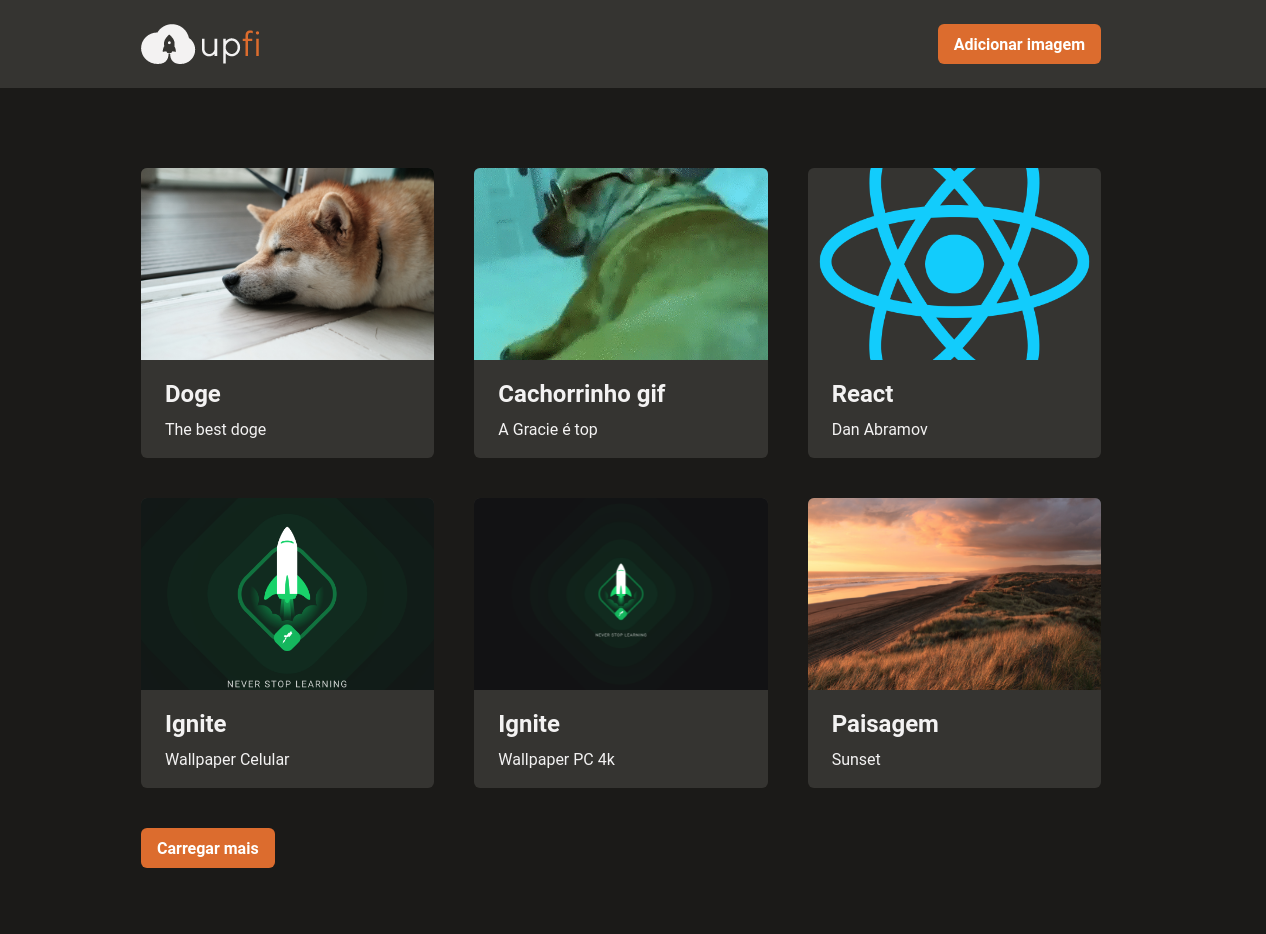 upfi
Adicionar imagem
Doge
The best doge
Cachorrinho gif
A Gracie é top
React
Dan Abramov
NEVER STOP LEARNING
Ignite
Wallpaper Celular
NEVER STOP LEARNING
Ignite
Wallpaper PC 4k
Paisagem
Sunset
Carregar mais